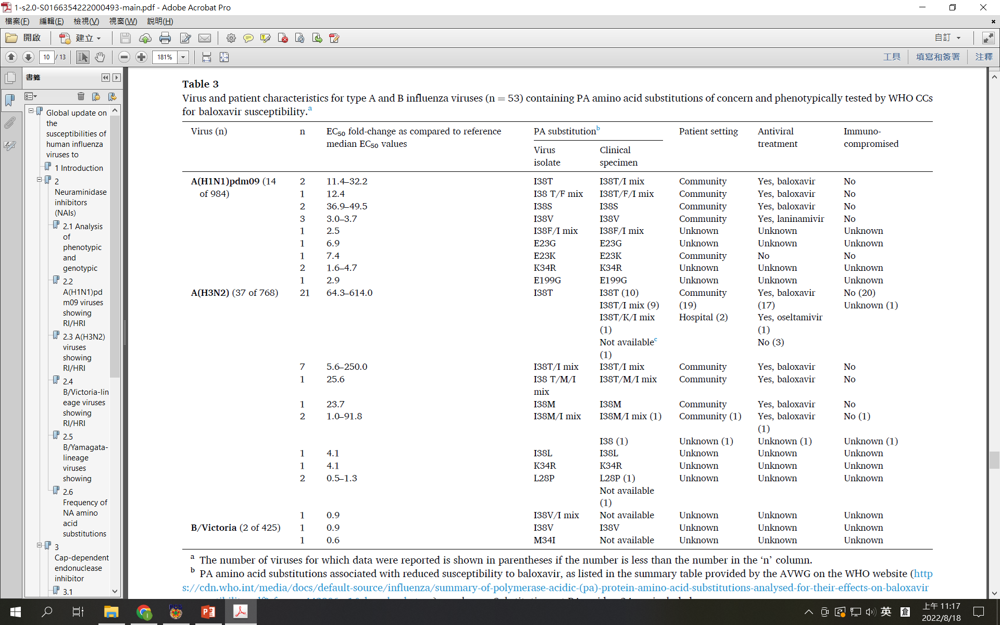 1-s2.0-S0166354222000493-main.pdf - Adobe Acrobat Pro
檔案(F) 編輯(E) 檢視(V) 視窗(W) 說明(H)
開啟 建立 自訂
10 / 13 181% 工具 填寫和簽署 注釋
書籤
Global update on
the
susceptibilities of
human influenza
viruses to
1 Introduction
2
Neuraminidase
inhibitors
(NAIs)
2.1 Analysis
of
phenotypic
and
genotypic
2.2
A(H1N1)pd
m09 viruses
showing
RI/HRI
2.3 A(H3N2)
viruses
showing
RI/HRI
2.4
B/Victoria-lin
eage viruses
showing
RI/HRI
2.5
B/Yamagata-
lineage
viruses
showing
2.6
Frequency of
NA amino
acid
substitutions
3
Cap-dependent
endonuclease
inhibitor
3.1
Table 3
Virus and patient characteristics for type A and B influenza viruses (n = 53) containing PA amino acid substitutions of concern and phenotypically tested by WHO CCs
for baloxavir susceptibility.a
Virus (n) n EC50 fold-change as compared to reference PA substitutionb Patient setting Antiviral Immuno-
median EC50 values treatment compromised
Virus Clinical
isolate specimen
A(H1N1)pdm09 (14 2 11.4–32.2 I38T I38T/I mix Community Yes, baloxavir No
of 984) 1 12.4 I38 T/F mix I38T/F/I mix Community Yes, baloxavir No
2 36.9–49.5 I38S I38S Community Yes, baloxavir No
3 3.0–3.7 I38V I38V Community Yes, laninamivir No
1 2.5 I38F/I mix I38F/I mix Unknown Unknown Unknown
1 6.9 E23G E23G Unknown Unknown Unknown
1 7.4 E23K E23K Community No No
2 1.6–4.7 K34R K34R Unknown Unknown Unknown
1 2.9 E199G E199G Unknown Unknown Unknown
A(H3N2) (37 of 768) 21 64.3–614.0 I38T I38T (10) Community Yes, baloxavir No (20)
I38T/I mix (9) (19) (17) Unknown (1)
I38T/K/I mix Hospital (2) Yes, oseltamivir
(1) (1)
Not availablec No (3)
(1)
7 5.6–250.0 I38T/I mix I38T/I mix Community Yes, baloxavir No
1 25.6 I38 T/M/I I38T/M/I mix Community Yes, baloxavir No
mix
1 23.7 I38M I38M Community Yes, baloxavir No
2 1.0–91.8 I38M/I mix I38M/I mix (1) Community (1) Yes, baloxavir No (1)
(1)
I38 (1) Unknown (1) Unknown (1) Unknown (1)
1 4.1 I38L I38L Unknown Unknown Unknown
1 4.1 K34R K34R Unknown Unknown Unknown
2 0.5–1.3 L28P L28P (1) Unknown Unknown Unknown
Not available
(1)
1 0.9 I38V/I mix Not available Unknown Unknown Unknown
B/Victoria (2 of 425) 1 0.9 I38V I38V Unknown Unknown Unknown
1 0.6 M34I Not available Unknown Unknown Unknown
a The number of viruses for which data were reported is shown in parentheses if the number is less than the number in the ‘n’ column.
b PA amino acid substitutions associated with reduced susceptibility to baloxavir, as listed in the summary table provided by the AVWG on the WHO website (http
s://cdn.who.int/media/docs/default-source/influenza/summary-of-polymerase-acidic-(pa)-protein-amino-acid-substitutions-analysed-for-their-effects-on-baloxavir
英 倉 上午 11:17
2022/8/18